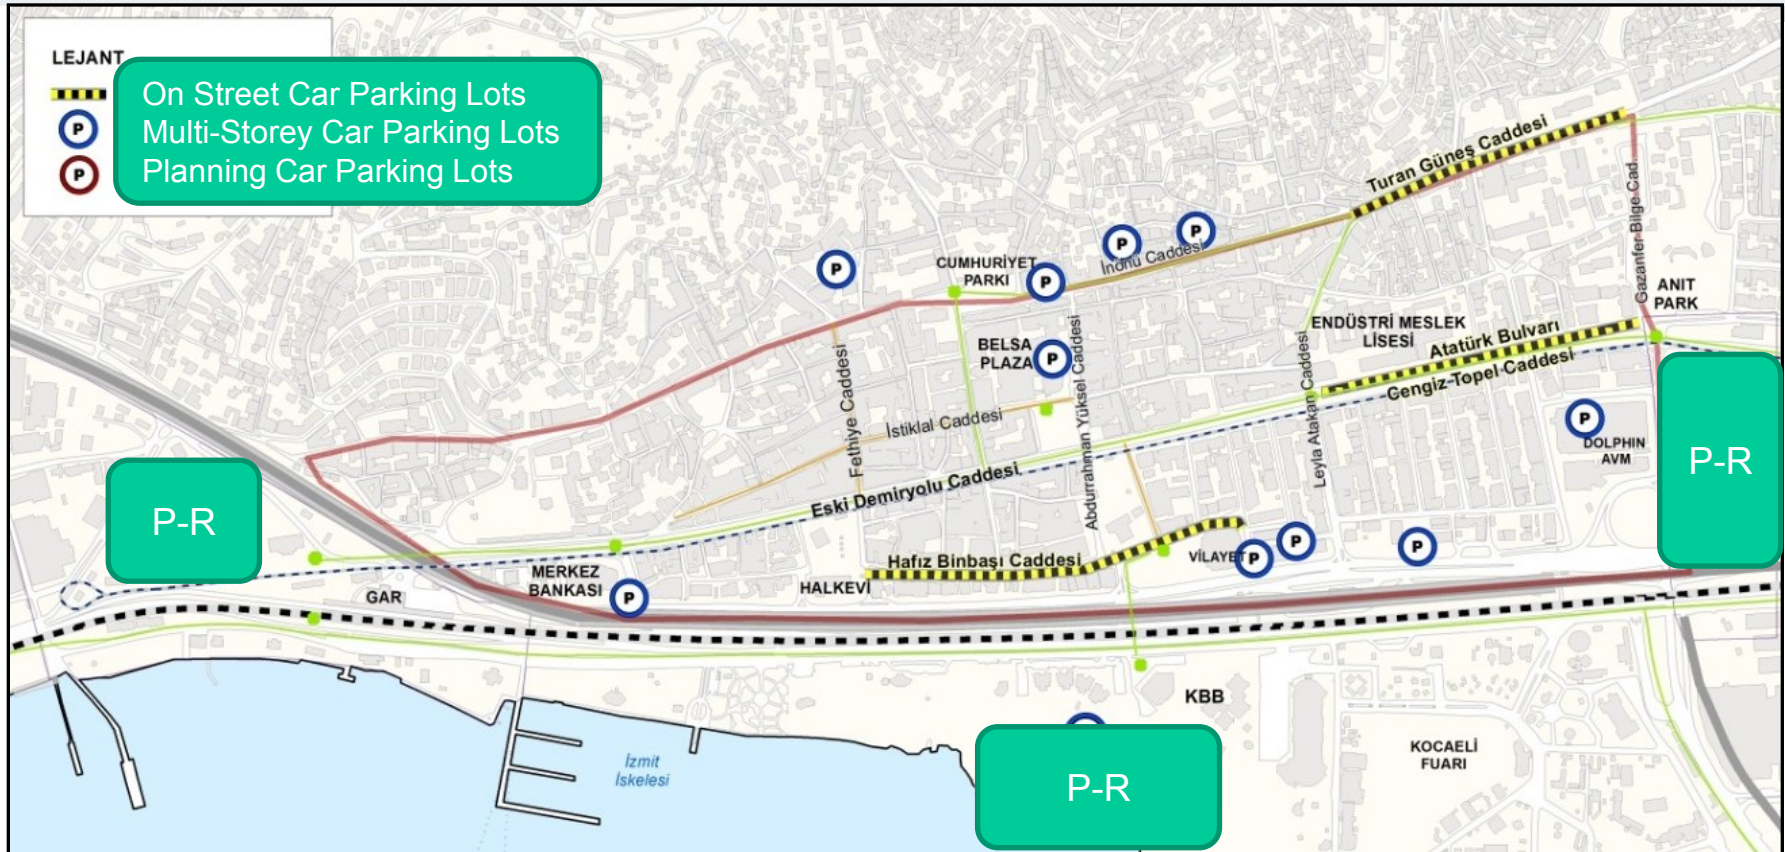 LEJANT
On Street Car Parking Lots
P
Multi-Storey Car Parking Lots
P
Planning Car Parking Lots
Turan Güneş Caddesi
Gazanfer Bilge Cad.
P
P
P
İnönü Caddesi
CUMHURİYET
PARKI
P
ANIT
PARK
ENDÜSTRİ MESLEK
LİSESİ
Atatürk Bulvarı
Cengiz Topel Caddesi
BELSA
PLAZA
P
Fethiye Caddesi
Abdurrahman Yüksel Caddesi
Leyla Atakan Caddesi
İstiklal Caddesi
P
DOLPHIN
AVM
P-R
P-R
Eski Demiryolu Caddesi
Hafız Binbaşı Caddesi
VİLAYET
P
P
P
MERKEZ
BANKASI
P
HALKEVİ
GAR
KBB
KOCAELİ
FUARI
İzmit
İskelesi
P-R